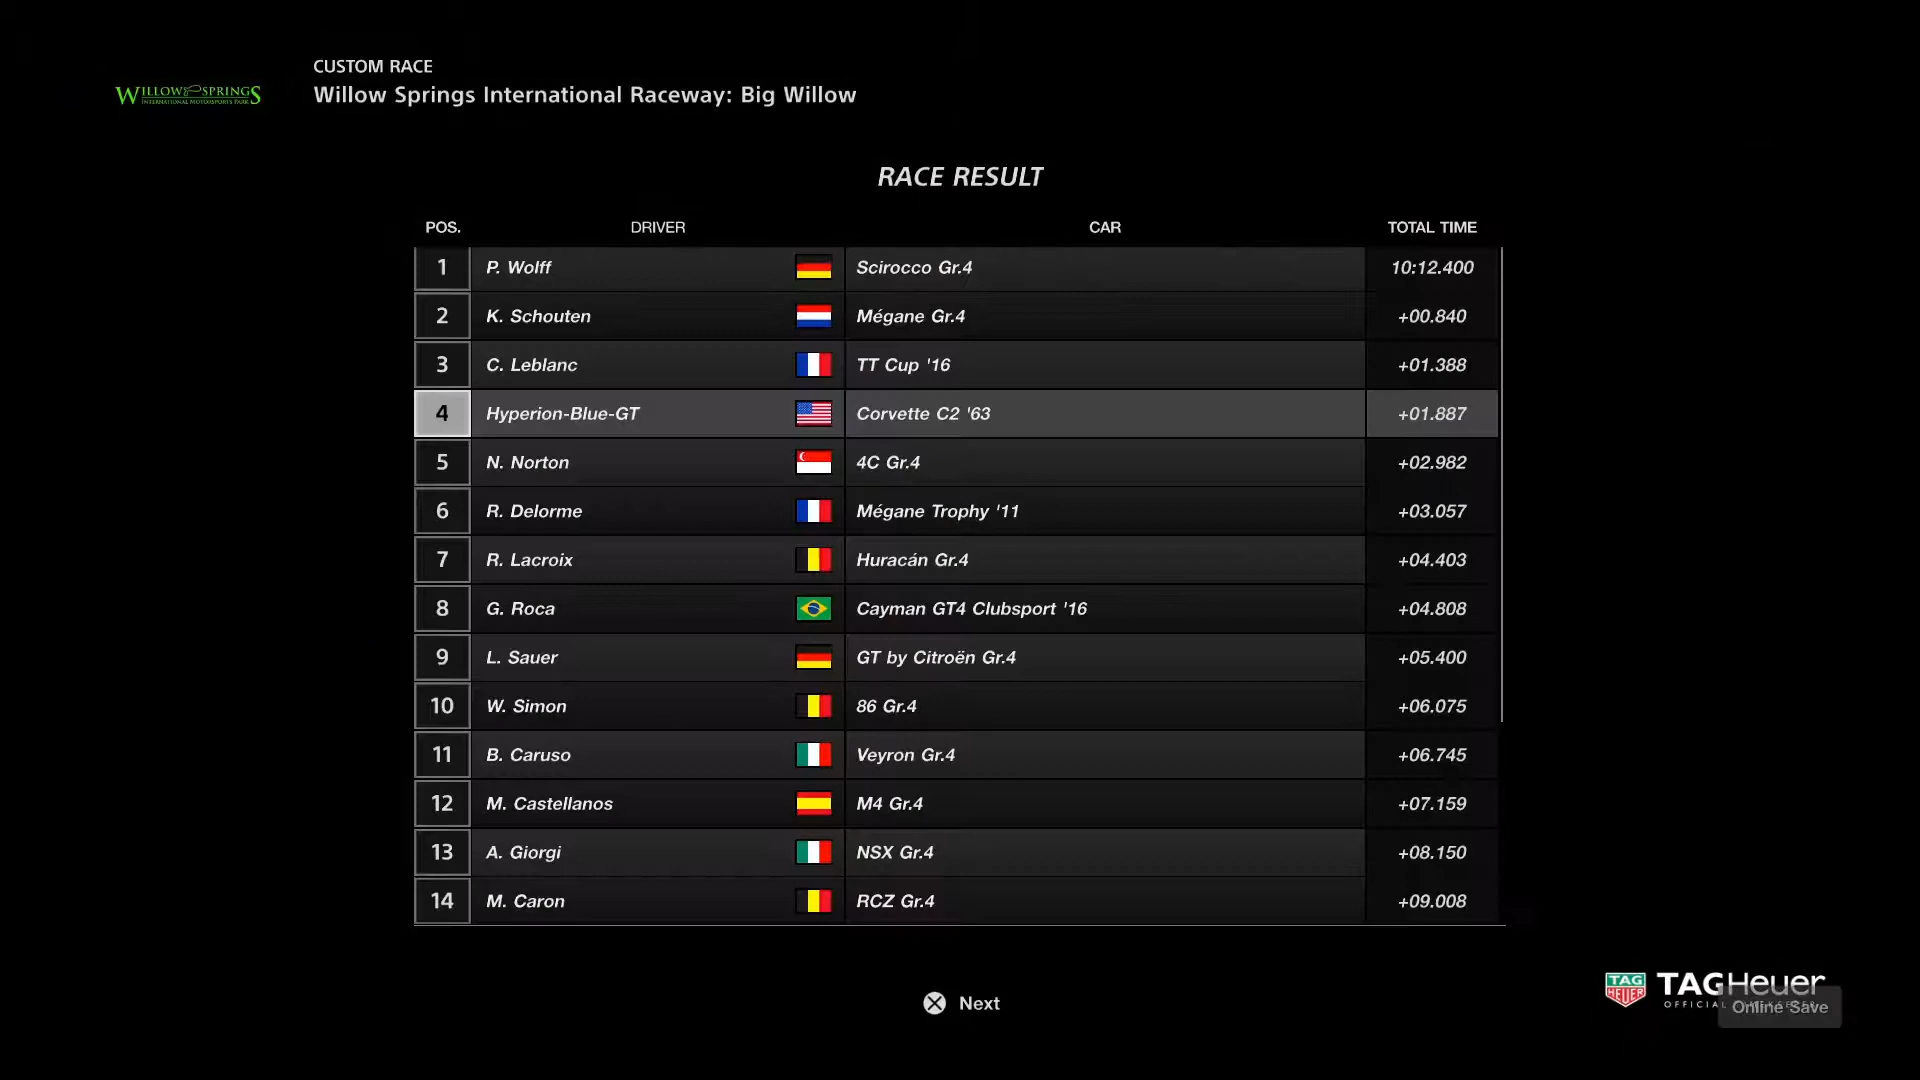 CUSTOM RACE
WILLOW SPRINGS
INTERNATIONAL MOTORSPORTS PARK
Willow Springs International Raceway: Big Willow
RACE RESULT
POS. DRIVER CAR TOTAL TIME
1 P. Wolff Scirocco Gr.4 10:12.400
2 K. Schouten Mégane Gr.4 +00.840
3 C. Leblanc TT Cup '16 +01.388
4 Hyperion-Blue-GT Corvette C2 '63 +01.887
5 N. Norton 4C Gr.4 +02.982
6 R. Delorme Mégane Trophy '11 +03.057
7 R. Lacroix Huracán Gr.4 +04.403
8 G. Roca Cayman GT4 Clubsport '16 +04.808
9 L. Sauer GT by Citroën Gr.4 +05.400
10 W. Simon 86 Gr.4 +06.075
11 B. Caruso Veyron Gr.4 +06.745
12 M. Castellanos M4 Gr.4 +07.159
13 A. Giorgi NSX Gr.4 +08.150
14 M. Caron RCZ Gr.4 +09.008
Next
TAG HEUER TAGHeuer
OFFICIAL
Online Save